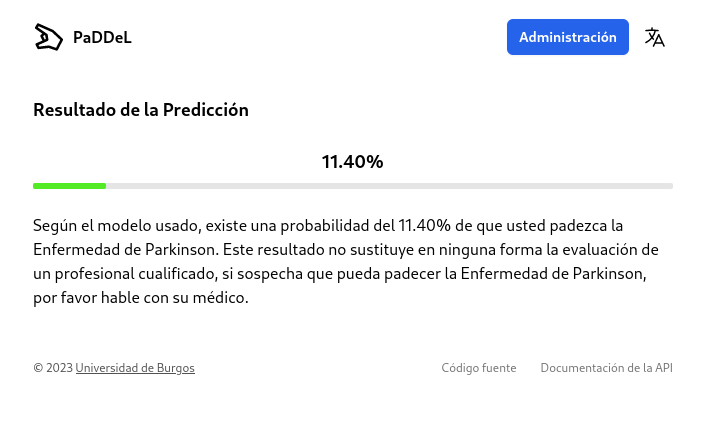 PaDDeL
Administración
Resultado de la Predicción
11.40%
Según el modelo usado, existe una probabilidad del 11.40% de que usted padezca la
Enfermedad de Parkinson. Este resultado no sustituye en ninguna forma la evaluación de
un profesional cualificado, si sospecha que pueda padecer la Enfermedad de Parkinson,
por favor hable con su médico.
© 2023 Universidad de Burgos
Código fuente
Documentación de la API